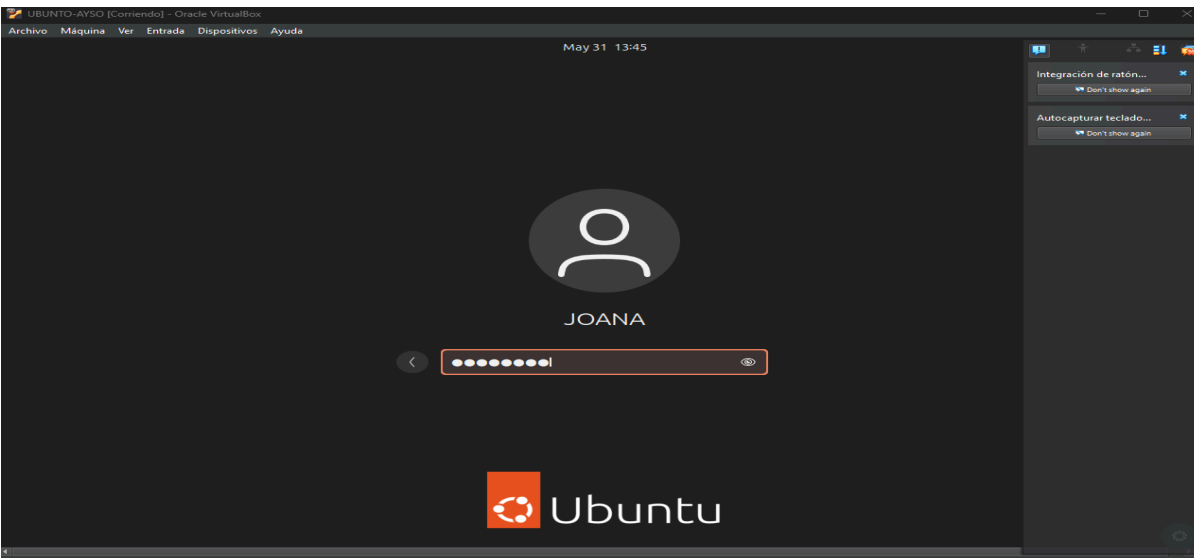 UBUNTO-AYSO [Corriendo] - Oracle VirtualBox
Archivo Máquina Ver Entrada Dispositivos Ayuda
May 31 13:45
Integración de ratón...
Don't show again
Autocapturar teclado...
Don't show again
JOANA
Ubuntu